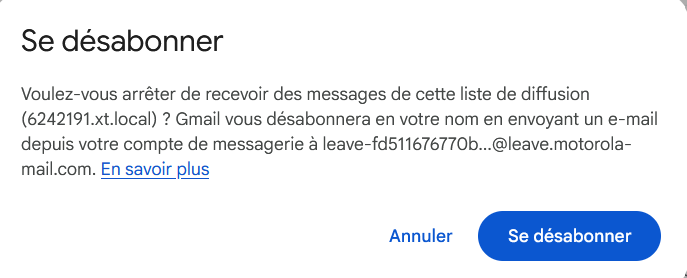 Se désabonner
Voulez-vous arrêter de recevoir des messages de cette liste de diffusion
(6242191.xt.local) ? Gmail vous désabonnera en votre nom en envoyant un e-mail
depuis votre compte de messagerie à leave-fd511676770b...@leave.motorola-
mail.com. En savoir plus
Annuler
Se désabonner